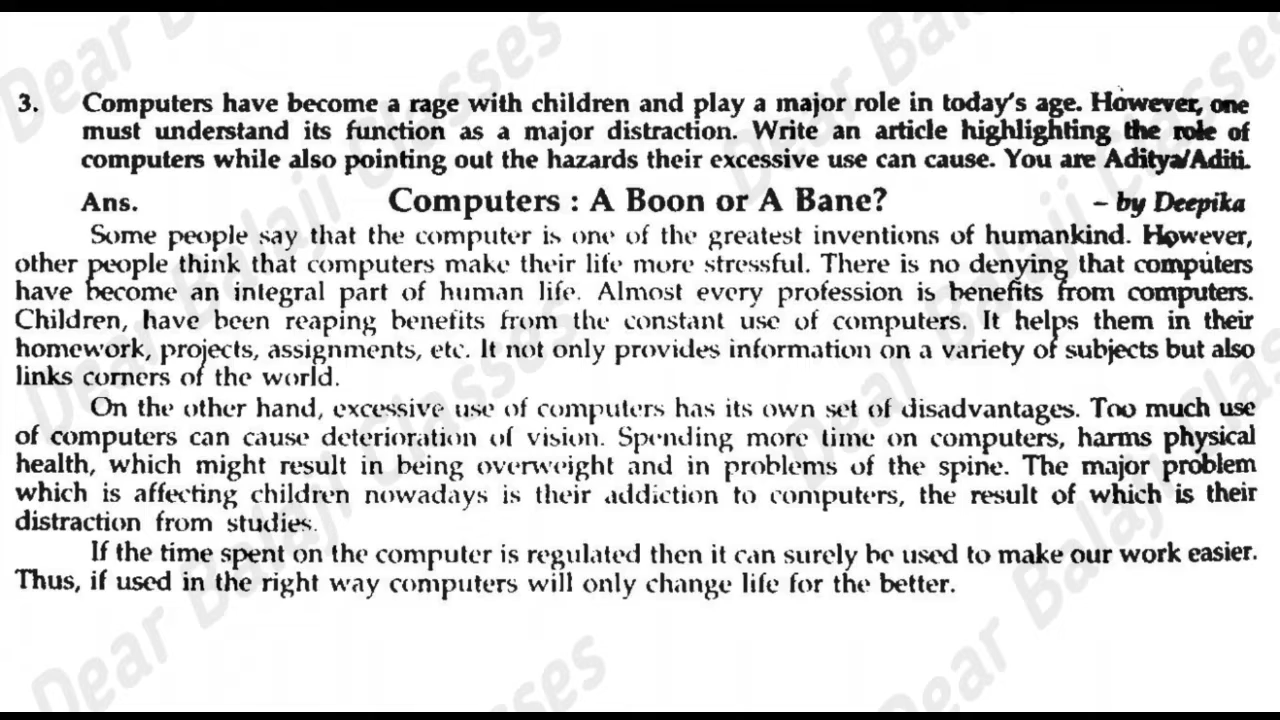 3. Computers have become a rage with children and play a major role in today's age. However, one
must understand its function as a major distraction. Write an article highlighting the role of
computers while also pointing out the hazards their excessive use can cause. You are Aditya/Aditi.
Ans. Computers : A Boon or A Bane? – by Deepika
Some people say that the computer is one of the greatest inventions of humankind. However,
other people think that computers make their life more stressful. There is no denying that computers
have become an integral part of human life. Almost every profession is benefits from computers.
Children, have been reaping benefits from the constant use of computers. It helps them in their
homework, projects, assignments, etc. It not only provides information on a variety of subjects but also
links corners of the world.
On the other hand, excessive use of computers has its own set of disadvantages. Too much use
of computers can cause deterioration of vision. Spending more time on computers, harms physical
health, which might result in being overweight and in problems of the spine. The major problem
which is affecting children nowadays is their addiction to computers, the result of which is their
distraction from studies.
If the time spent on the computer is regulated then it can surely be used to make our work easier.
Thus, if used in the right way computers will only change life for the better.
Dear Balaji Classes